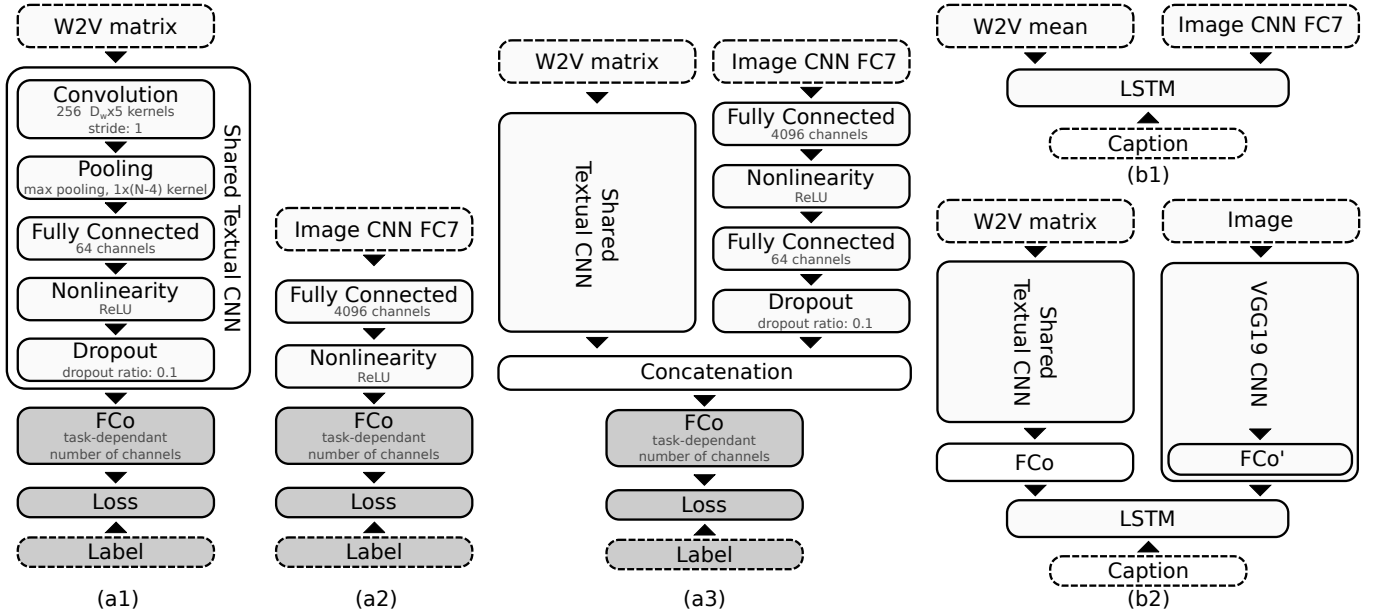 W2V matrix
Convolution
256 Dwx5 kernels
stride: 1
Pooling
max pooling, 1x(N-4) kernel
Fully Connected
64 channels
Nonlinearity
ReLU
Dropout
dropout ratio: 0.1
Shared Textual CNN
FCo
task-dependant
number of channels
Loss
Label
(a1)
Image CNN FC7
Fully Connected
4096 channels
Nonlinearity
ReLU
FCo
task-dependant
number of channels
Loss
Label
(a2)
W2V matrix
Shared
Textual CNN
Image CNN FC7
Fully Connected
4096 channels
Nonlinearity
ReLU
Fully Connected
64 channels
Dropout
dropout ratio: 0.1
Concatenation
FCo
task-dependant
number of channels
Loss
Label
(a3)
W2V mean
Image CNN FC7
LSTM
Caption
(b1)
W2V matrix
Shared
Textual CNN
FCo
Image
VGG19 CNN
FCo'
LSTM
Caption
(b2)